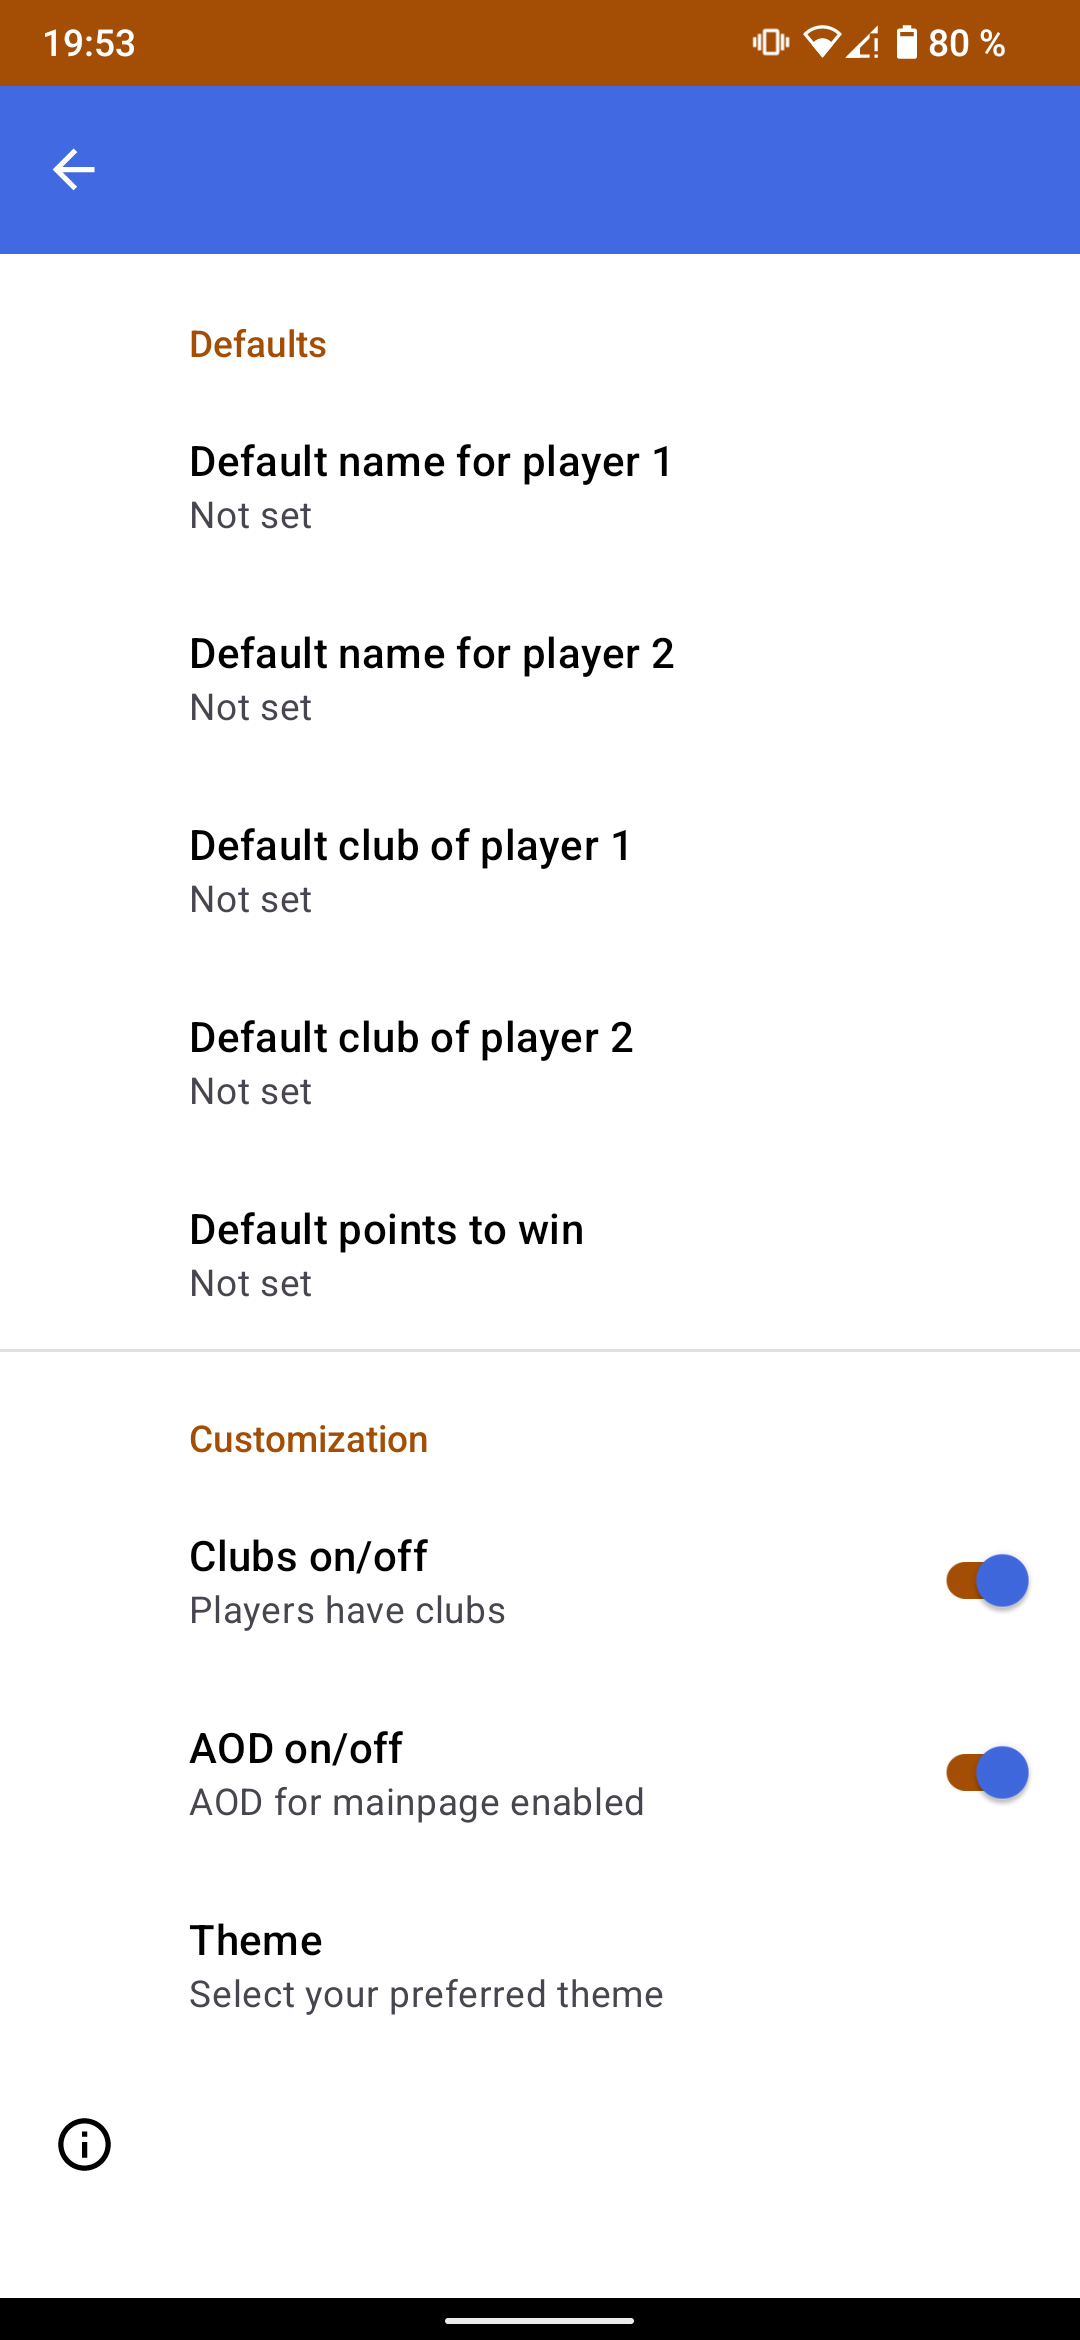 19:53
80 %
Defaults
Default name for player 1
Not set
Default name for player 2
Not set
Default club of player 1
Not set
Default club of player 2
Not set
Default points to win
Not set
Customization
Clubs on/off
Players have clubs
AOD on/off
AOD for mainpage enabled
Theme
Select your preferred theme